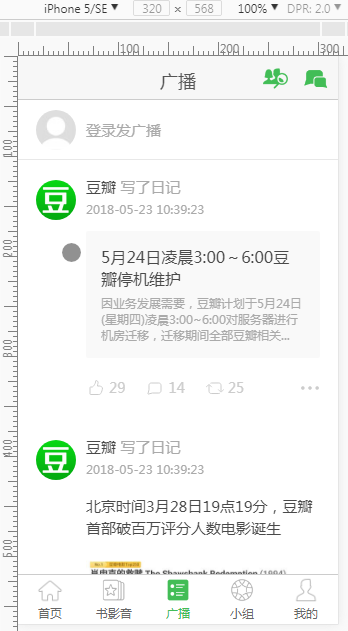 iPhone 5/SE ▼ 320 × 568 100% ▼ DPR: 2.0 ▼
100 200 300
广播
登录发广播
100
豆 豆瓣 写了日记
2018-05-23 10:39:23
200
5月24日凌晨3:00～6:00豆
瓣停机维护
因业务发展需要，豆瓣计划于5月24日
(星期四)凌晨3:00~6:00对服务器进行
机房迁移，迁移期间全部豆瓣相关...
300
29 14 25
400
豆 豆瓣 写了日记
2018-05-23 10:39:23
北京时间3月28日19点19分，豆瓣
首部破百万评分人数电影诞生
500
肖申克的救赎 The Shawshank Redemption (1994)
首页 书影音 广播 小组 我的